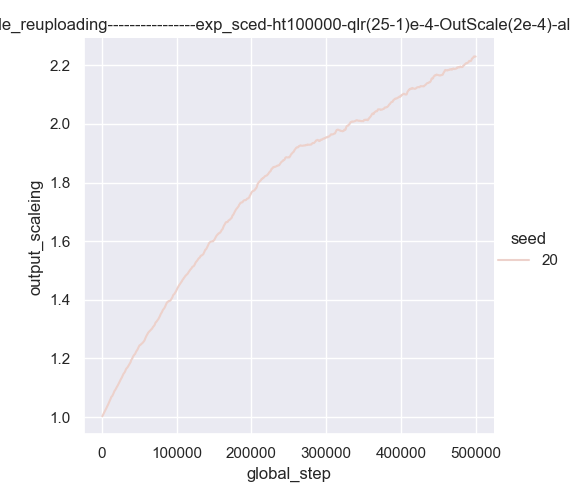 le_reuploading----------------exp_sced-ht100000-qlr(25-1)e-4-OutScale(2e-4)-al
2.2
2.0
1.8
1.6
1.4
1.2
1.0
output_scaleing
0 100000 200000 300000 400000 500000
global_step
seed
20